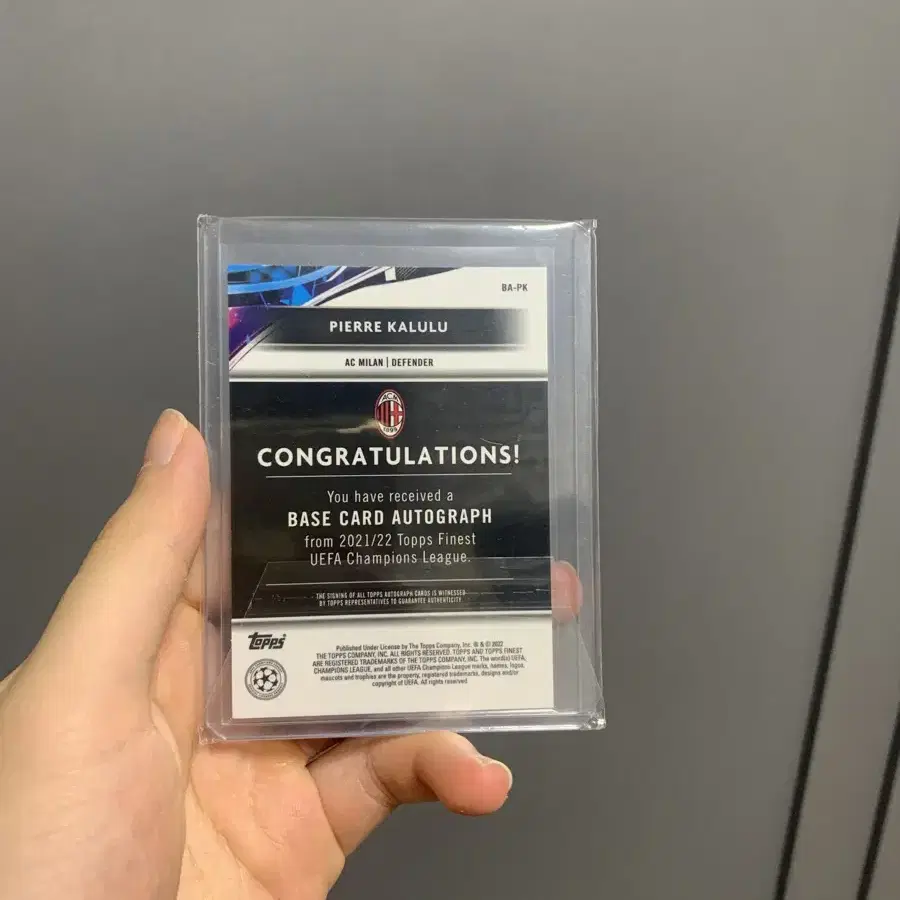 BA-PK
PIERRE KALULU
AC MILAN | DEFENDER
ACM
1899
CONGRATULATIONS!
You have received a
BASE CARD AUTOGRAPH
from 2021/22 Topps Finest
UEFA Champions League.
THE SIGNING OF ALL TOPPS AUTOGRAPH CARDS IS WITNESSED
BY TOPPS REPRESENTATIVES TO GUARANTEE AUTHENTICITY
topps
Published Under License by The Topps Company, Inc. ® & © 2022
THE TOPPS COMPANY, INC. ALL RIGHTS RESERVED. TOPPS AND TOPPS FINEST
ARE REGISTERED TRADEMARKS OF THE TOPPS COMPANY, INC. The word(s) UEFA,
CHAMPIONS LEAGUE, and all other UEFA Champions League marks, names, logos,
mascots and trophies are the property, registered trademarks, designs and/or
copyright of UEFA. All rights reserved